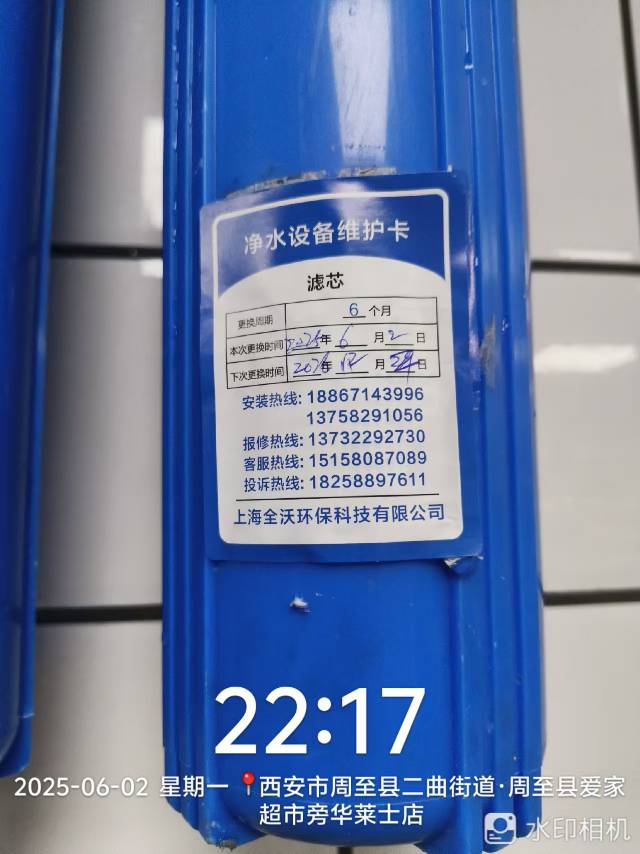 净水设备维护卡
滤芯
更换周期 6 个月
本次更换时间 2025年 6 月 2 日
下次更换时间 年 月 日
安装热线: 18867143996
13758291056
报修热线: 13732292730
客服热线: 15158087089
投诉热线: 18258897611
上海全沃环保科技有限公司
22:17
2025-06-02 星期一 西安市周至县二曲街道·周至县爱家
超市旁华莱士店
水印相机